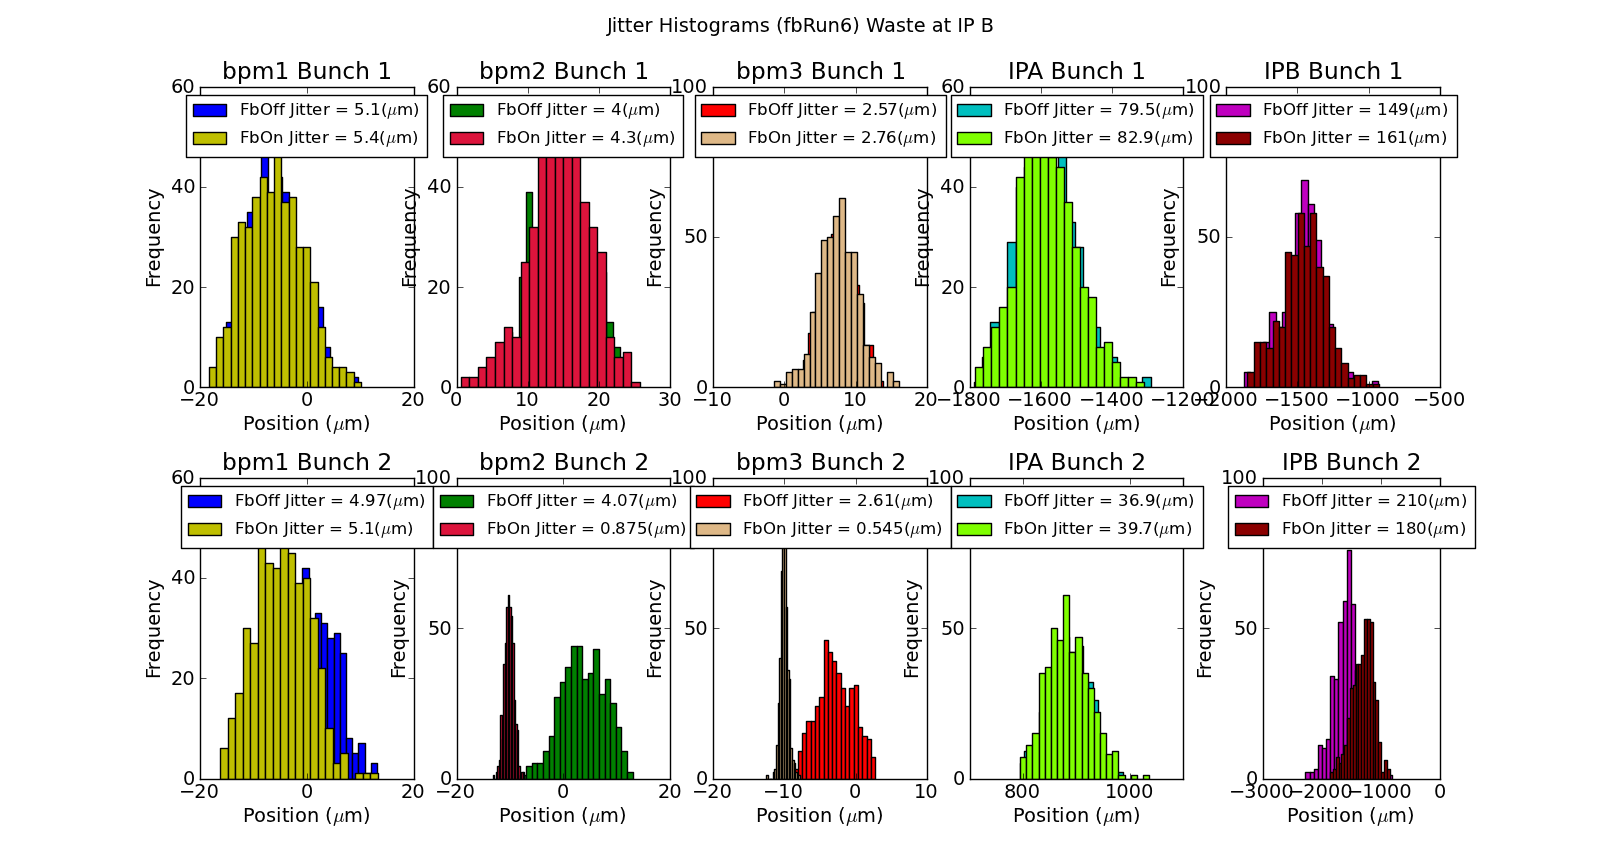 Jitter Histograms (fbRun6) Waste at IP B
bpm1 Bunch 1
FbOff Jitter = 5.1(μm)
FbOn Jitter = 5.4(μm)
60
40
20
0
Frequency
−20
0
20
Position (μm)
bpm2 Bunch 1
FbOff Jitter = 4(μm)
FbOn Jitter = 4.3(μm)
60
40
20
0
Frequency
0
10
20
30
Position (μm)
bpm3 Bunch 1
FbOff Jitter = 2.57(μm)
FbOn Jitter = 2.76(μm)
100
50
0
Frequency
−10
0
10
20
Position (μm)
IPA Bunch 1
FbOff Jitter = 79.5(μm)
FbOn Jitter = 82.9(μm)
60
40
20
0
Frequency
−1800
−1600
−1400
−1200
Position (μm)
IPB Bunch 1
FbOff Jitter = 149(μm)
FbOn Jitter = 161(μm)
100
50
0
Frequency
−2000
−1500
−1000
−500
Position (μm)
bpm1 Bunch 2
FbOff Jitter = 4.97(μm)
FbOn Jitter = 5.1(μm)
60
40
20
0
Frequency
−20
0
20
Position (μm)
bpm2 Bunch 2
FbOff Jitter = 4.07(μm)
FbOn Jitter = 0.875(μm)
100
50
0
Frequency
−20
0
20
Position (μm)
bpm3 Bunch 2
FbOff Jitter = 2.61(μm)
FbOn Jitter = 0.545(μm)
100
50
0
Frequency
−20
−10
0
10
Position (μm)
IPA Bunch 2
FbOff Jitter = 36.9(μm)
FbOn Jitter = 39.7(μm)
100
50
0
Frequency
800
1000
Position (μm)
IPB Bunch 2
FbOff Jitter = 210(μm)
FbOn Jitter = 180(μm)
100
50
0
Frequency
−3000
−2000
−1000
0
Position (μm)